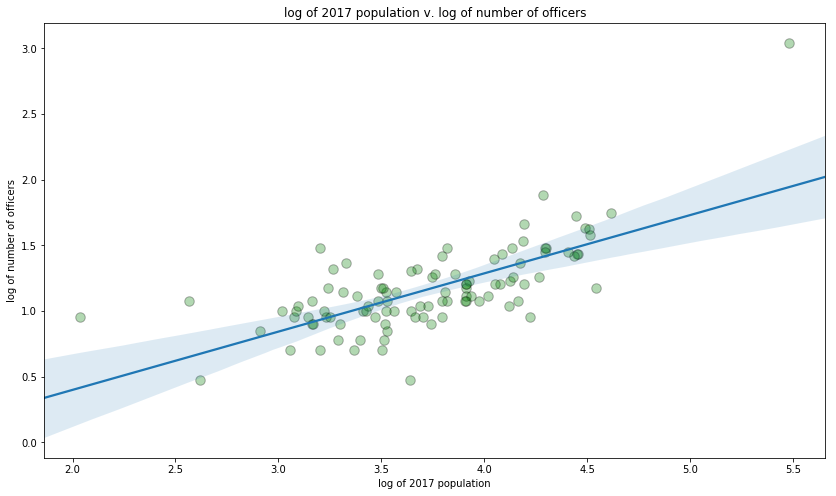 log of 2017 population v. log of number of officers
log of number of officers
3.0
2.5
2.0
1.5
1.0
0.5
0.0
2.0 2.5 3.0 3.5 4.0 4.5 5.0 5.5
log of 2017 population